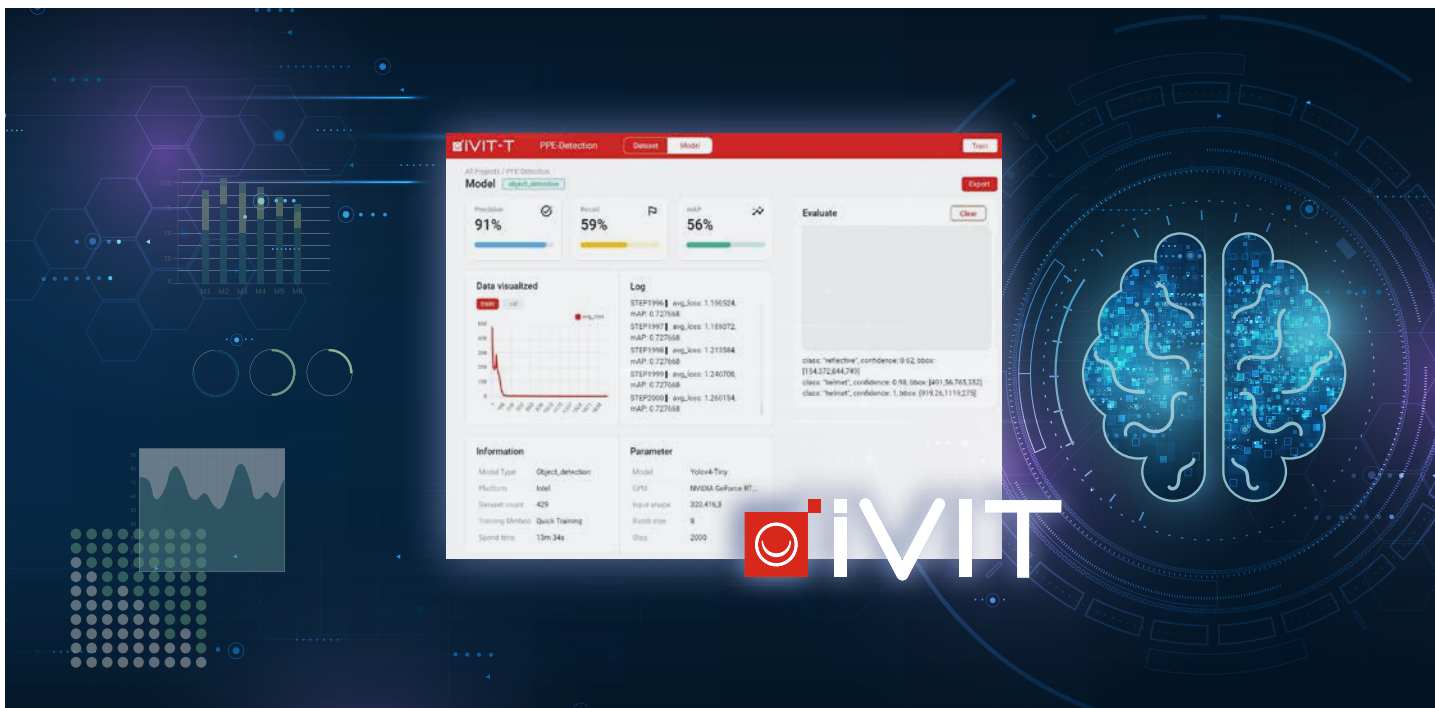 iVIT-T PPE-Detection Dataset Model Train
All Projects / PPE-Detection
Model object_detection Export
Precision
91%
Recall
59%
mAP
56%
Evaluate Clear
Data visualized
train val
avg_loss
Log
STEP1996| avg_loss: 1.195524,
mAP: 0.727668
STEP1997| avg_loss: 1.189072,
mAP: 0.727668
STEP1998| avg_loss: 1.213584,
mAP: 0.727668
STEP1999| avg_loss: 1.240708,
mAP: 0.727668
STEP2000| avg_loss: 1.260154,
mAP: 0.727668
class: "reflective", confidence: 0.62, bbox:
[154,372,644,749]
class: "helmet", confidence: 0.98, bbox: [491,56,765,352]
class: "helmet", confidence: 1, bbox: [919,26,1119,275]
Information
Model Type Object_detection
Platform Intel
Dataset count 429
Training Method Quick Training
Spend time 13m 34s
Parameter
Model Yolov4-Tiny
GPU NVIDIA GeForce RT...
Input shape 320,416,3
Batch size 8
Step 2000
iVIT
100
75
50
25
0
M1 M2 M3 M4 M5 M6